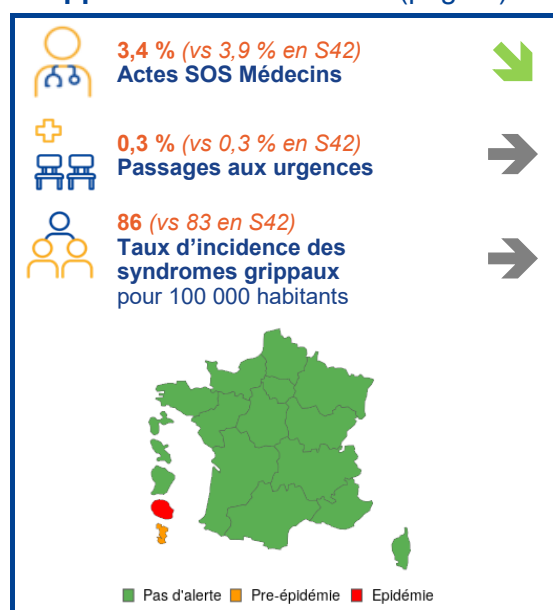 3,4 % (vs 3,9 % en S42)
Actes SOS Médecins
0,3 % (vs 0,3 % en S42)
Passages aux urgences
86 (vs 83 en S42)
Taux d’incidence des
syndromes grippaux
pour 100 000 habitants
Pas d'alerte Pre-épidémie Epidémie